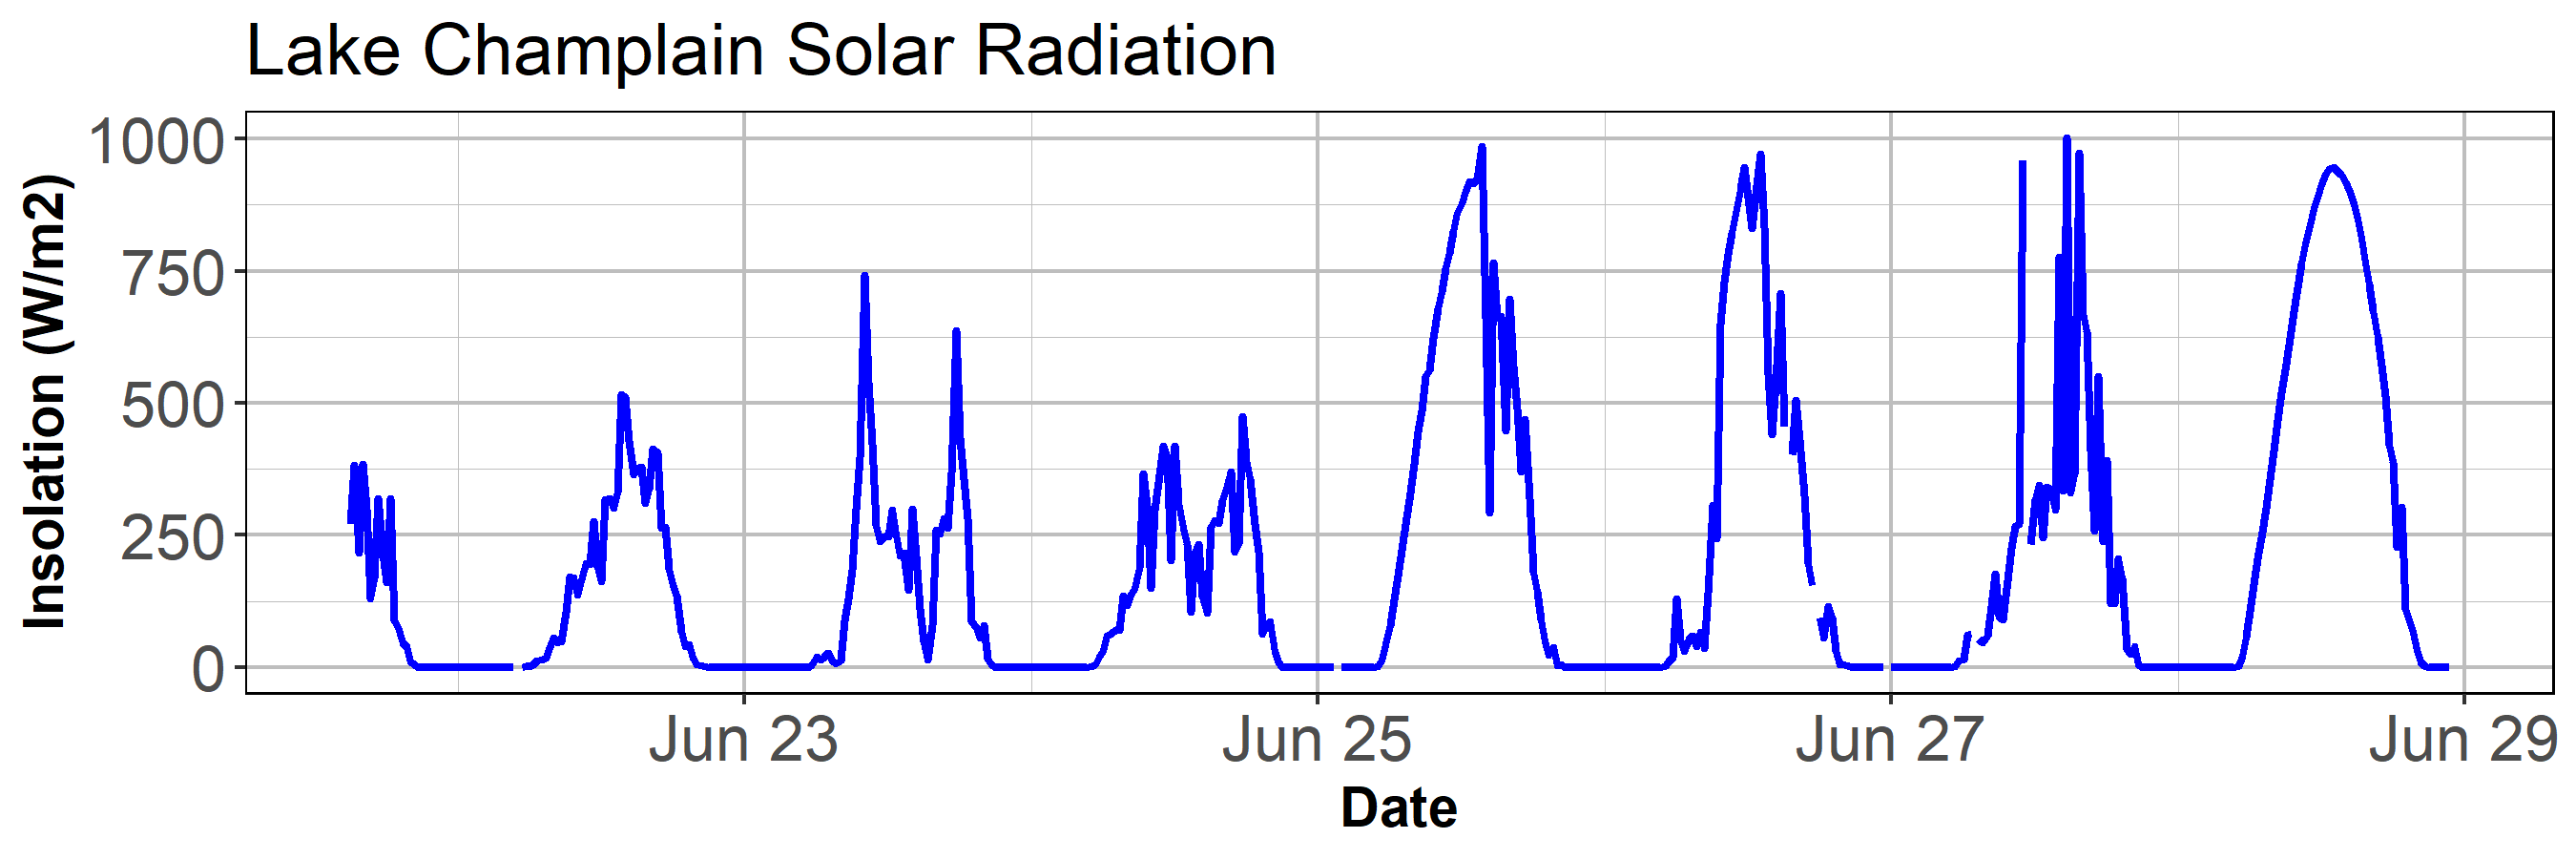 Lake Champlain Solar Radiation
Insolation (W/m2)
1000
750
500
250
0
Jun 23 Jun 25 Jun 27 Jun 29
Date